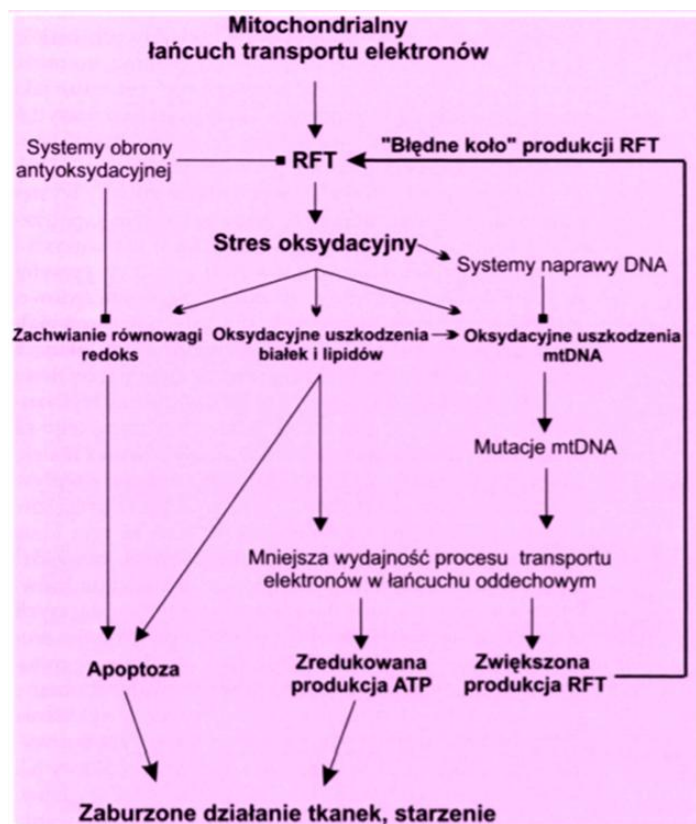 Mitochondrialny
łańcuch transportu elektronów
"Błędne koło" produkcji RFT
Systemy obrony
antyoksydacyjnej
RFT
Stres oksydacyjny
Systemy naprawy DNA
Zachwianie równowagi
redoks
Oksydacyjne uszkodzenia
białek i lipidów
Oksydacyjne uszkodzenia
mtDNA
Mutacje mtDNA
Mniejsza wydajność procesu transportu
elektronów w łańcuchu oddechowym
Apoptoza
Zredukowana
produkcja ATP
Zwiększona
produkcja RFT
Zaburzone działanie tkanek, starzenie